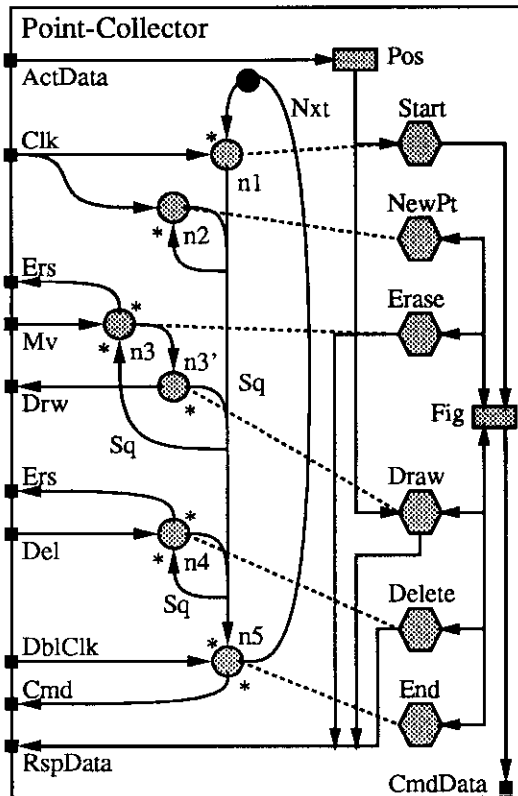 Point-Collector
Pos
ActData
Nxt
Start
Clk
*
n1
NewPt
* n2
Ers
*
Erase
Mv
* n3
n3'
Sq
Drw
*
Fig
Sq
Ers
Draw
*
Del
* n4
Delete
Sq
n5
DblClk
*
*
Cmd
End
RspData
CmdData